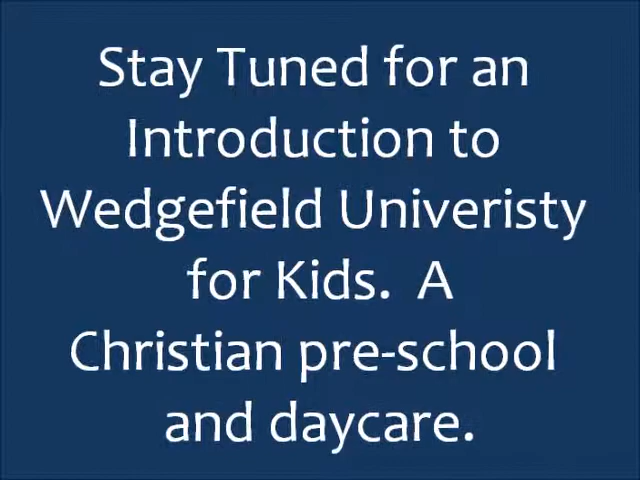 Stay Tuned for an
Introduction to
Wedgefield Univeristy
for Kids.  A
Christian pre-school
and daycare.